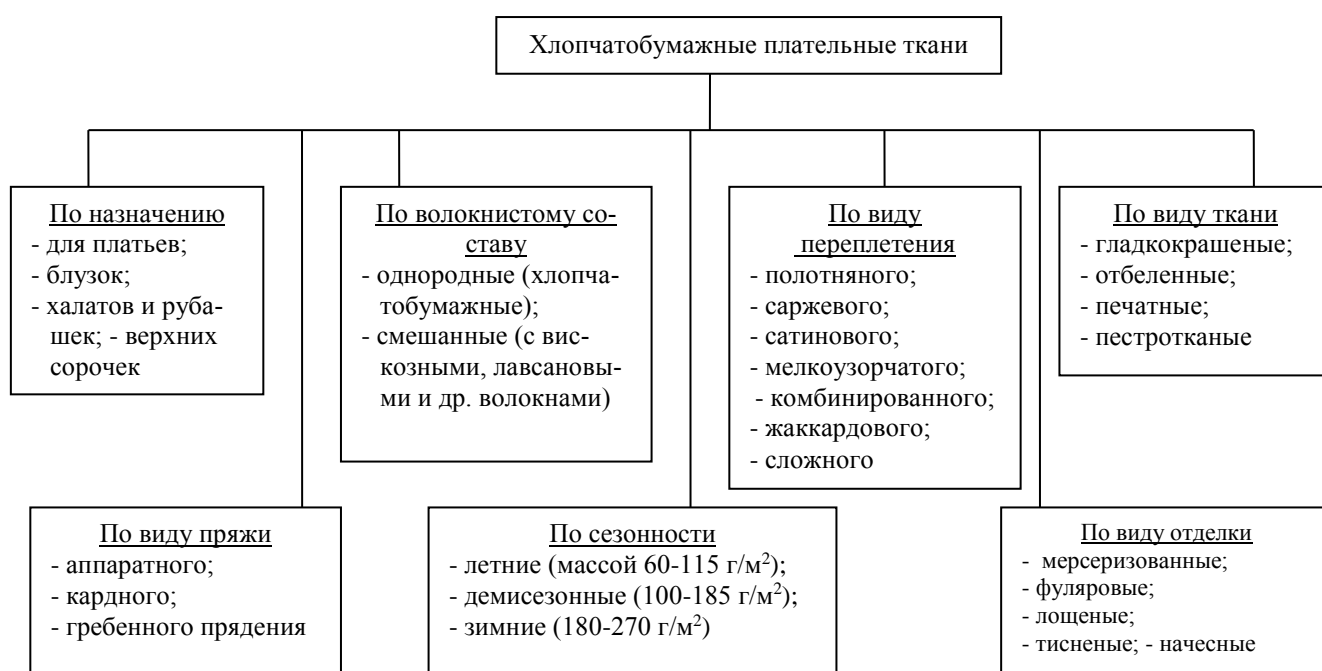 Хлопчатобумажные плательные ткани
По назначению
- для платьев;
- блузок;
- халатов и руба-
шек; - верхних
сорочек
По волокнистому со-
ставу
- однородные (хлопча-
тобумажные);
- смешанные (с вис-
козными, лавсановы-
ми и др. волокнами)
По виду
переплетения
- полотняного;
- саржевого;
- сатинового;
- мелкоузорчатого;
- комбинированного;
- жаккардового;
- сложного
По виду ткани
- гладкокрашеные;
- отбеленные;
- печатные;
- пестротканые
По виду пряжи
- аппаратного;
- кардного;
- гребенного прядения
По сезонности
- летние (массой 60-115 г/м²);
- демисезонные (100-185 г/м²);
- зимние (180-270 г/м²)
По виду отделки
- мерсеризованные;
- фуляровые;
- лощеные;
- тисненые; - начесные